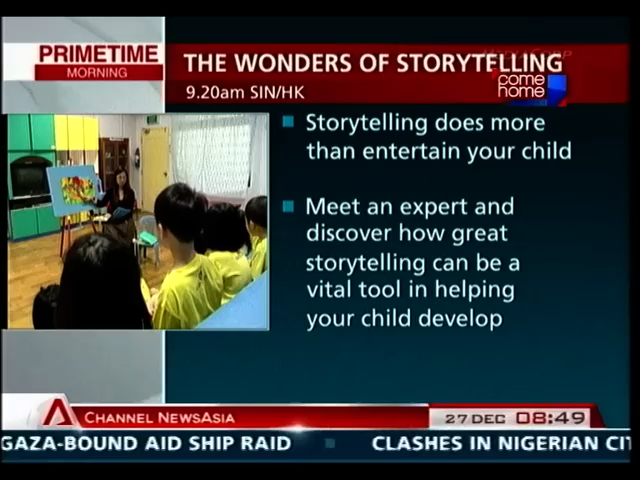 PRIMETIME
MORNING
MEDIACORP
THE WONDERS OF STORYTELLING
9.20am SIN/HK
come
home
Storytelling does more
than entertain your child
Meet an expert and
discover how great
storytelling can be a
vital tool in helping
your child develop
CHANNEL NEWSASIA
27 DEC 08:49
GAZA-BOUND AID SHIP RAID
CLASHES IN NIGERIAN CIT